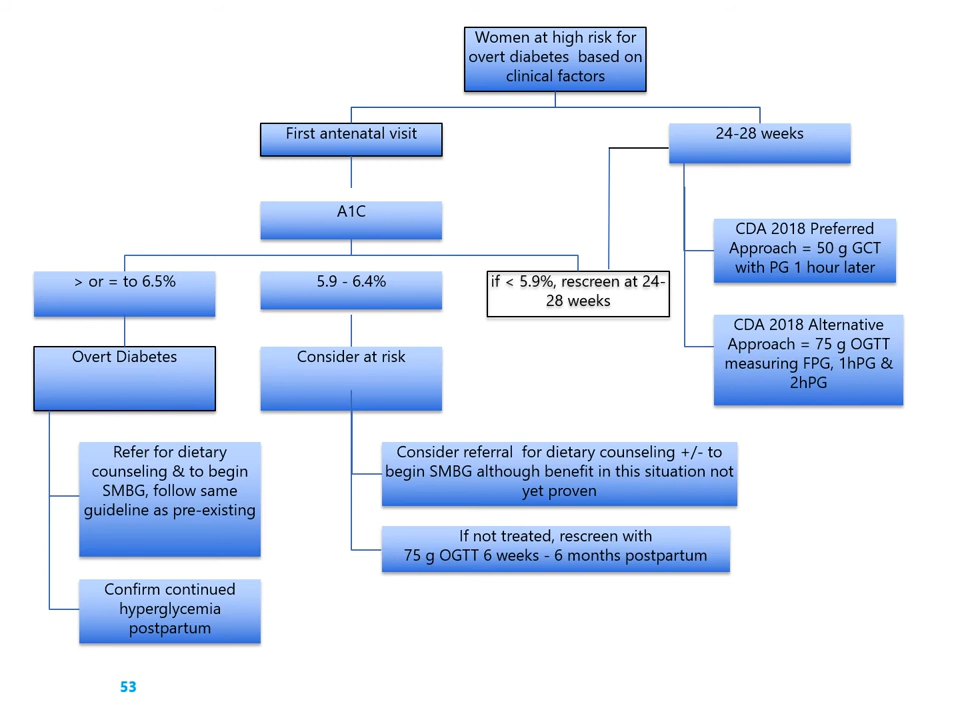 Women at high risk for
overt diabetes based on
clinical factors
First antenatal visit
24-28 weeks
A1C
CDA 2018 Preferred
Approach = 50 g GCT
with PG 1 hour later
> or = to 6.5%
5.9 - 6.4%
if < 5.9%, rescreen at 24-
28 weeks
CDA 2018 Alternative
Approach = 75 g OGTT
measuring FPG, 1hPG &
2hPG
Overt Diabetes
Consider at risk
Refer for dietary
counseling & to begin
SMBG, follow same
guideline as pre-existing
Consider referral for dietary counseling +/- to
begin SMBG although benefit in this situation not
yet proven
If not treated, rescreen with
75 g OGTT 6 weeks - 6 months postpartum
Confirm continued
hyperglycemia
postpartum
53